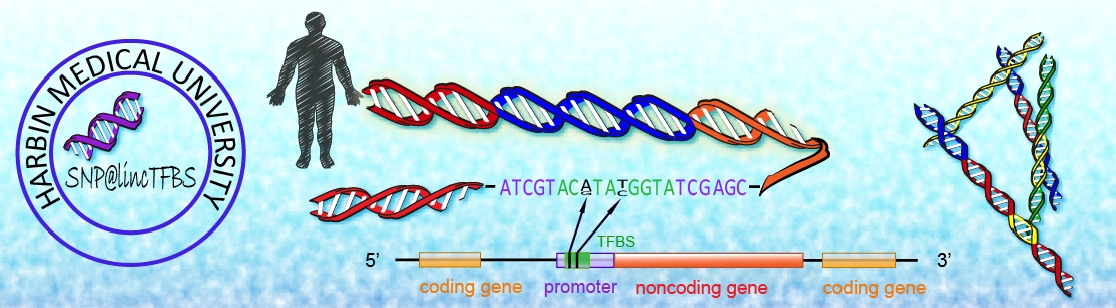 HARBIN MEDICAL UNIVERSITY
SNP@lincTFBS
ATCGTACATATGGTATCGAGC
TFBS
5’
3’
coding gene
promoter
noncoding gene
coding gene